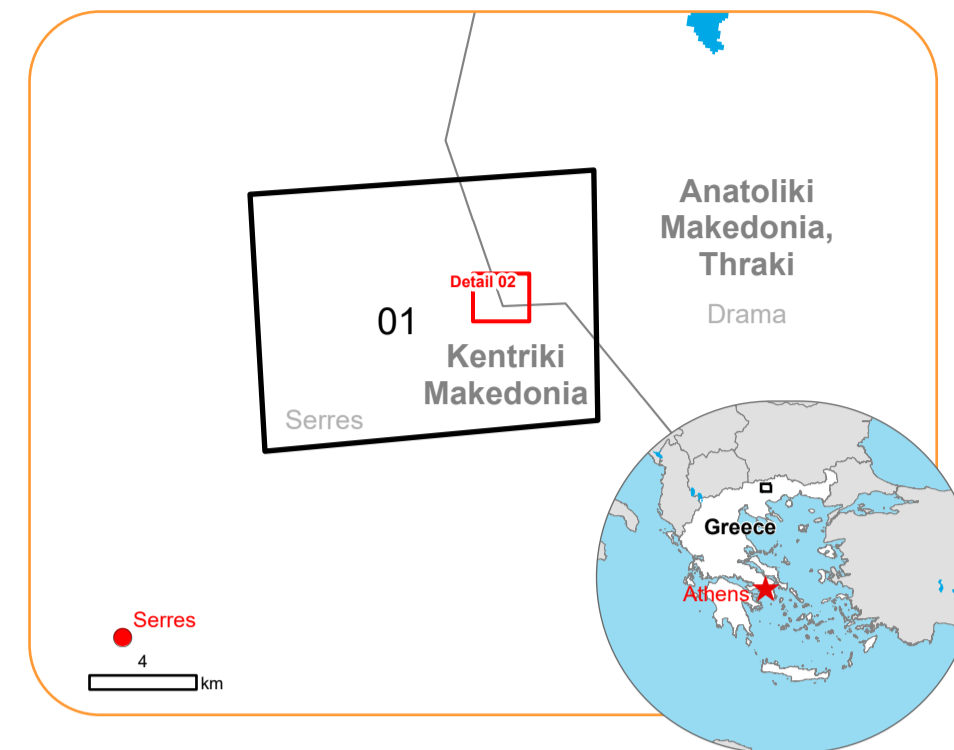 Anatoliki
Makedonia,
Thraki
Drama
Detail 02
01
Kentriki
Makedonia
Serres
Greece
Athens
Serres
4
km